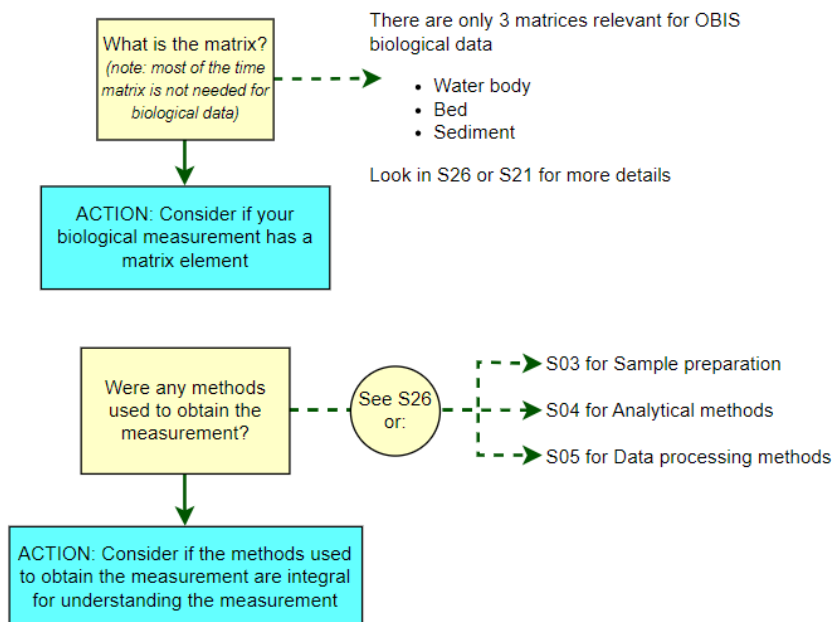 What is the matrix?
(note: most of the time
matrix is not needed for
biological data)
There are only 3 matrices relevant for OBIS
biological data
• Water body
• Bed
• Sediment
Look in S26 or S21 for more details
ACTION: Consider if your
biological measurement has a
matrix element
Were any methods
used to obtain the
measurement?
See S26
or:
S03 for Sample preparation
S04 for Analytical methods
S05 for Data processing methods
ACTION: Consider if the methods used
to obtain the measurement are integral
for understanding the measurement